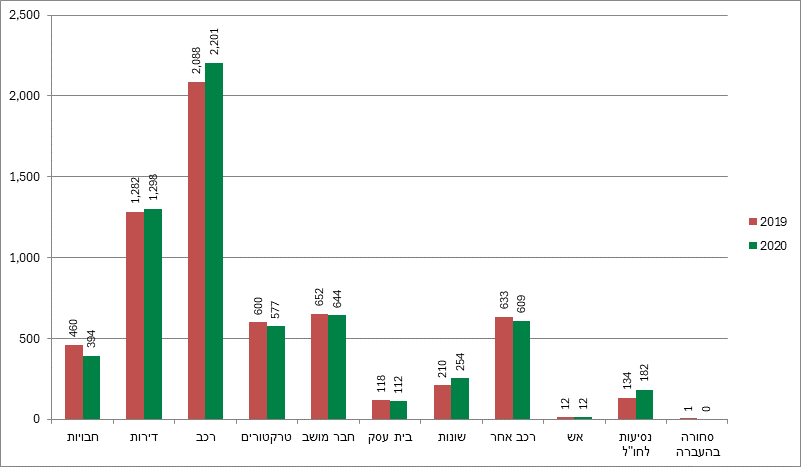 2,500
2,000
1,500
1,000
500
0
460
394
1,282
1,298
2,088
2,201
600
577
652
644
118
112
210
254
633
609
12
12
134
182
1
0
חבויות
דירות
רכב
טרקטורים
חבר מושב
בית עסק
שונות
רכב אחר
אש
נסיעות
לחו"ל
סחורה
בהעברה
2019
2020